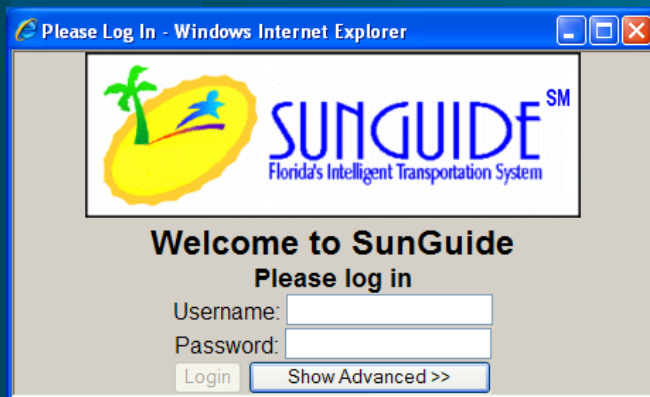 Please Log In - Windows Internet Explorer
SUNGUIDE SM
Florida's Intelligent Transportation System
Welcome to SunGuide
Please log in
Username:
Password:
Login Show Advanced >>